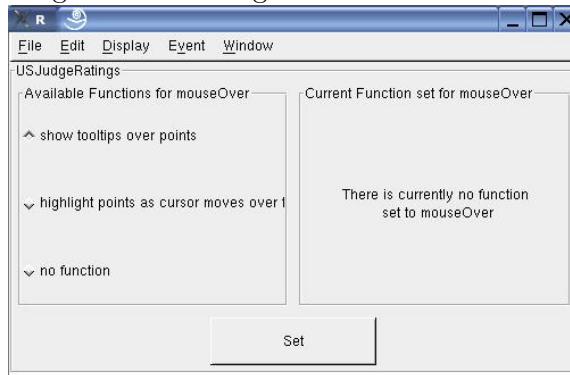 R
File Edit Display Event Window
USJudgeRatings
Available Functions for mouseOver
Current Function set for mouseOver
show tooltips over points
highlight points as cursor moves over
no function
There is currently no function
set to mouseOver
Set